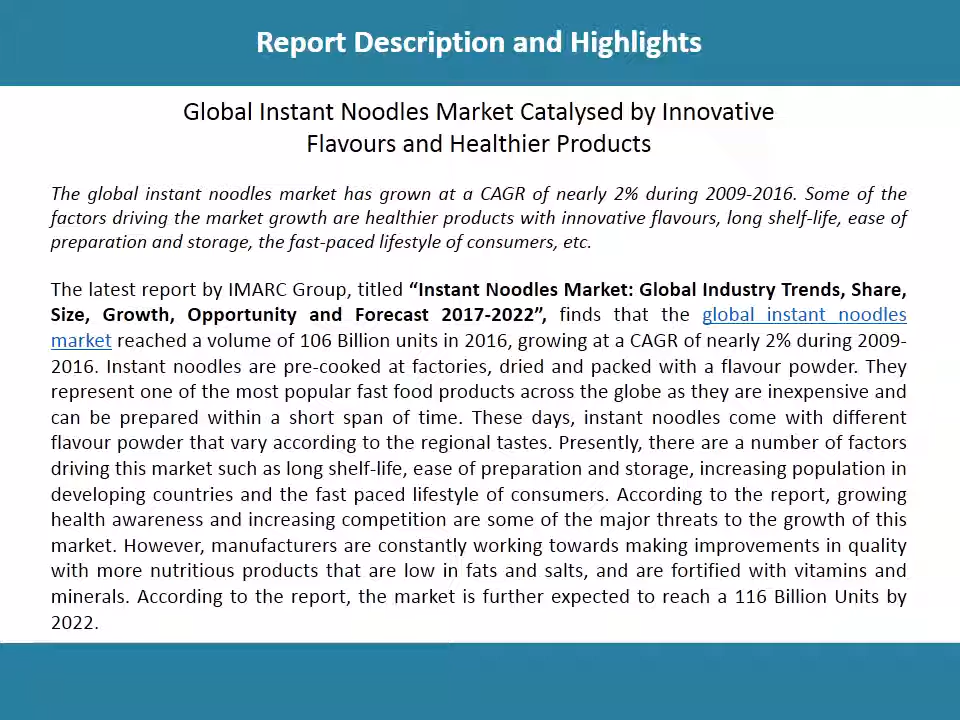 Report Description and Highlights
Global Instant Noodles Market Catalysed by Innovative
Flavours and Healthier Products
The global instant noodles market has grown at a CAGR of nearly 2% during 2009-2016. Some of the
factors driving the market growth are healthier products with innovative flavours, long shelf-life, ease of
preparation and storage, the fast-paced lifestyle of consumers, etc.
The latest report by IMARC Group, titled “Instant Noodles Market: Global Industry Trends, Share,
Size, Growth, Opportunity and Forecast 2017-2022”, finds that the global instant noodles
market reached a volume of 106 Billion units in 2016, growing at a CAGR of nearly 2% during 2009-
2016. Instant noodles are pre-cooked at factories, dried and packed with a flavour powder. They
represent one of the most popular fast food products across the globe as they are inexpensive and
can be prepared within a short span of time. These days, instant noodles come with different
flavour powder that vary according to the regional tastes. Presently, there are a number of factors
driving this market such as long shelf-life, ease of preparation and storage, increasing population in
developing countries and the fast paced lifestyle of consumers. According to the report, growing
health awareness and increasing competition are some of the major threats to the growth of this
market. However, manufacturers are constantly working towards making improvements in quality
with more nutritious products that are low in fats and salts, and are fortified with vitamins and
minerals. According to the report, the market is further expected to reach a 116 Billion Units by
2022.